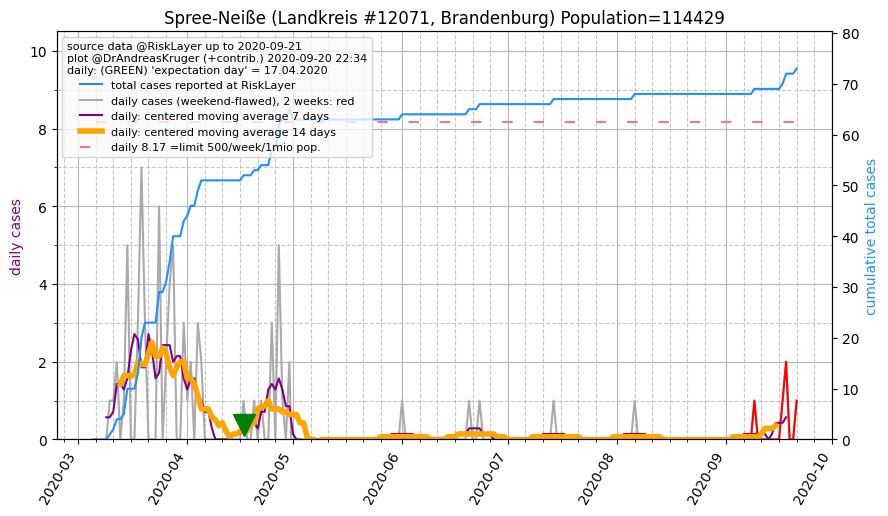 Spree-Neiße (Landkreis #12071, Brandenburg) Population=114429
source data @RiskLayer up to 2020-09-21
plot @DrAndreasKruger (+contrib.) 2020-09-20 22:34
daily: (GREEN) 'expectation day' = 17.04.2020
total cases reported at RiskLayer
daily cases (weekend-flawed), 2 weeks: red
daily: centered moving average 7 days
daily: centered moving average 14 days
daily 8.17 =limit 500/week/1mio pop.
daily cases
10
8
6
4
2
0
cumulative total cases
80
70
60
50
40
30
20
10
0
2020-03
2020-04
2020-05
2020-06
2020-07
2020-08
2020-09
2020-10